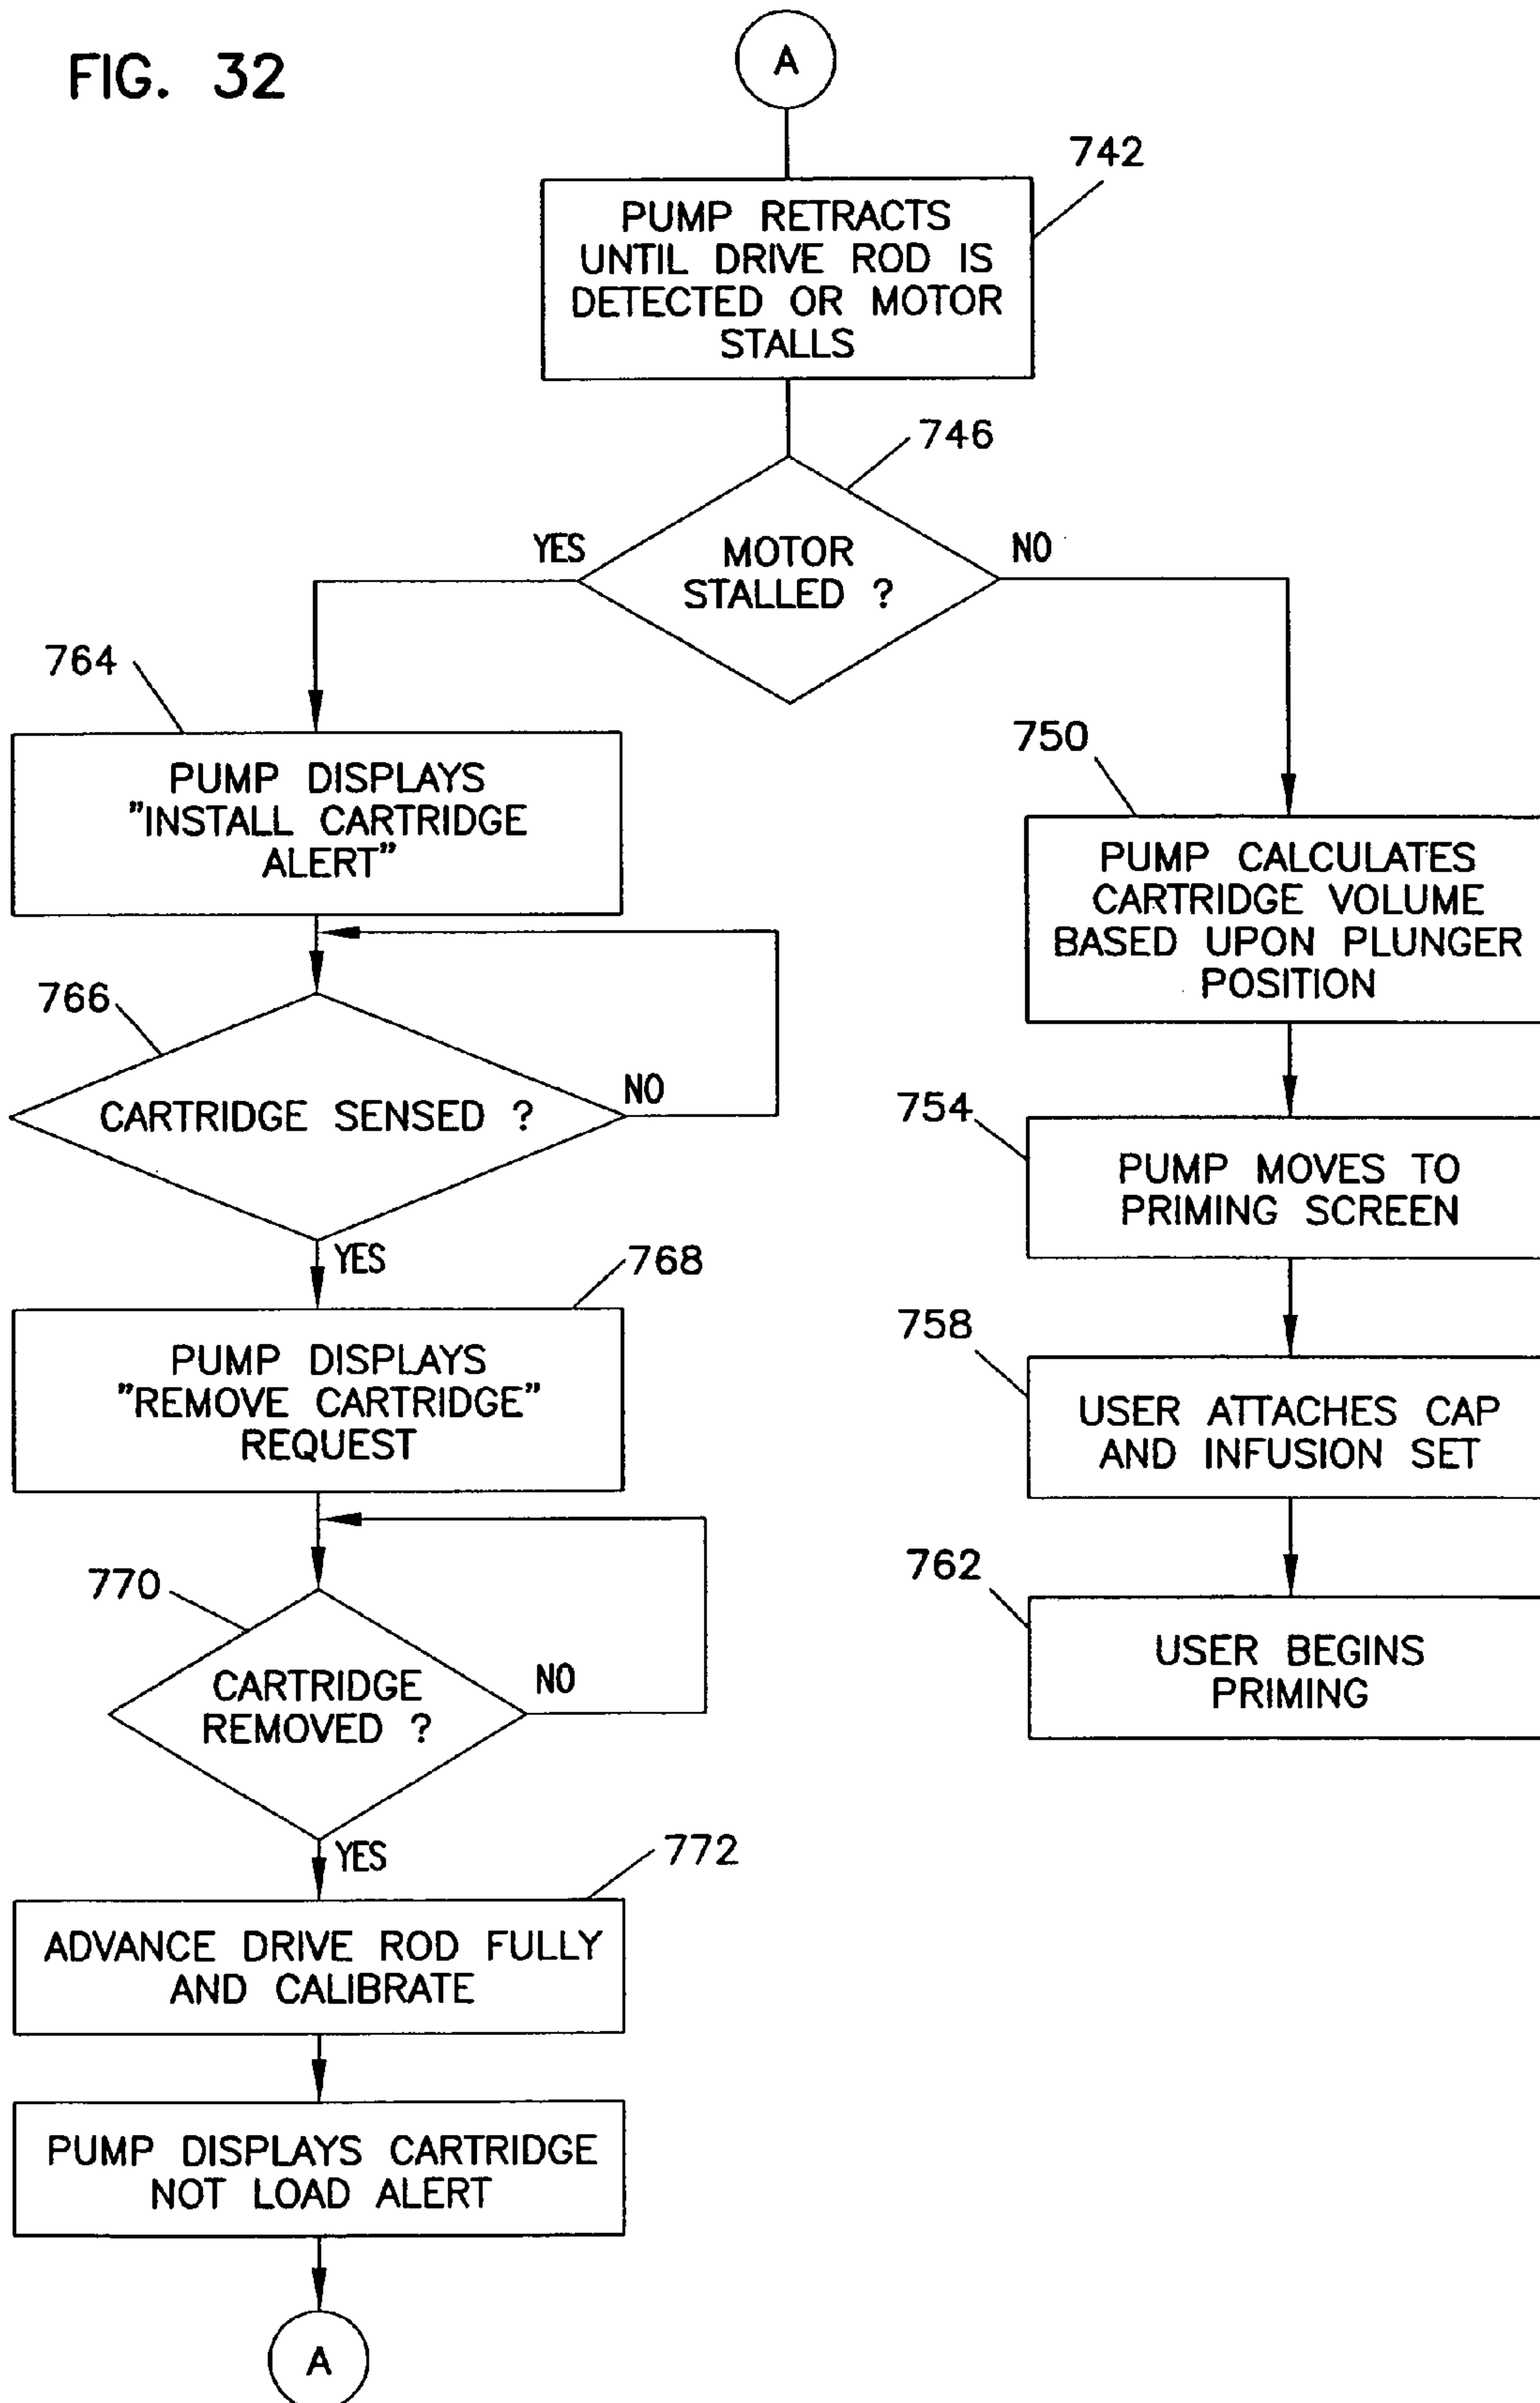 FIG. 32
A
742
PUMP RETRACTS
UNTIL DRIVE ROD IS
DETECTED OR MOTOR
STALLS
746
MOTOR
STALLED ?
YES
NO
764
PUMP DISPLAYS
"INSTALL CARTRIDGE
ALERT"
766
CARTRIDGE SENSED ?
NO
YES
768
PUMP DISPLAYS
"REMOVE CARTRIDGE"
REQUEST
770
CARTRIDGE
REMOVED ?
NO
YES
772
ADVANCE DRIVE ROD FULLY
AND CALIBRATE
PUMP DISPLAYS CARTRIDGE
NOT LOAD ALERT
A
750
PUMP CALCULATES
CARTRIDGE VOLUME
BASED UPON PLUNGER
POSITION
754
PUMP MOVES TO
PRIMING SCREEN
758
USER ATTACHES CAP
AND INFUSION SET
762
USER BEGINS
PRIMING